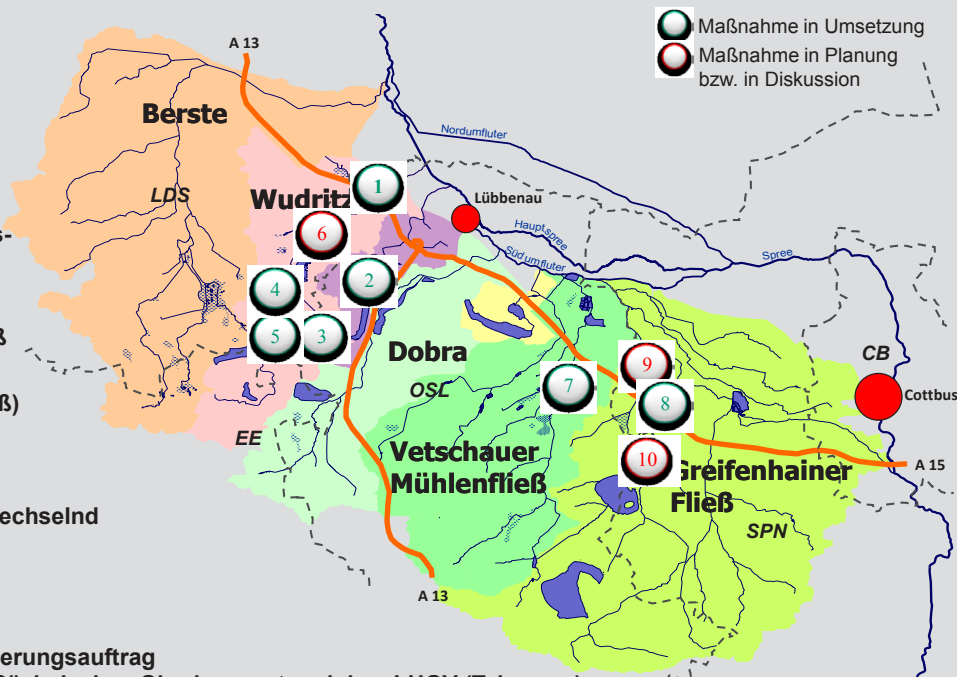 Maßnahme in Umsetzung
Maßnahme in Planung
bzw. in Diskussion
A 13
Berste
Nordumfluter
LDS
Wudritz
1
Lübbenau
6
s-
Hauptspree
Südumfluter
Spree
2
4
5
3
ß
Dobra
9
CB
OSL
7
8
Cottbus
ß)
EE
Vetschauer
Mühlenfließ
10
Greifenhainer
Fließ
A 15
echselnd
SPN
A 13
erungsauftrag